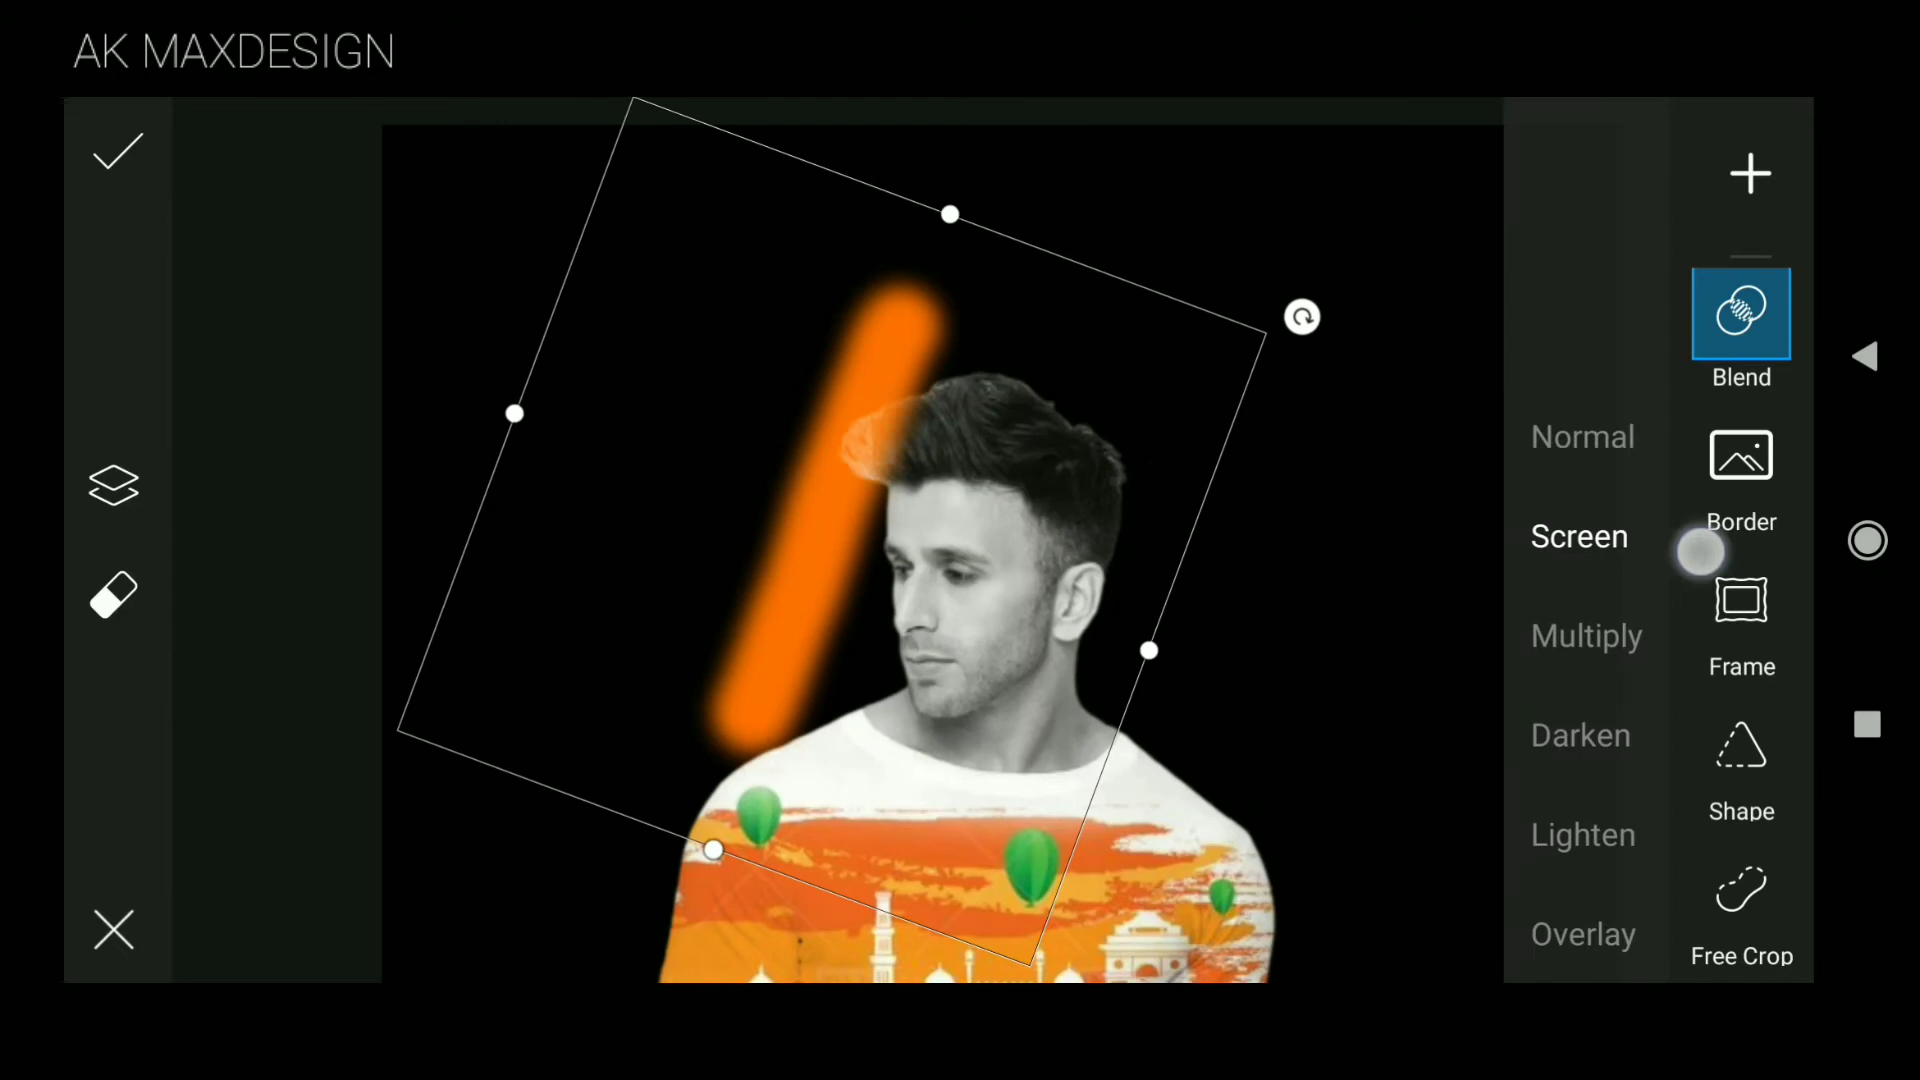 AK MAXDESIGN
Blend
Normal
Border
Screen
Multiply
Frame
Darken
Shape
Lighten
Overlay
Free Crop